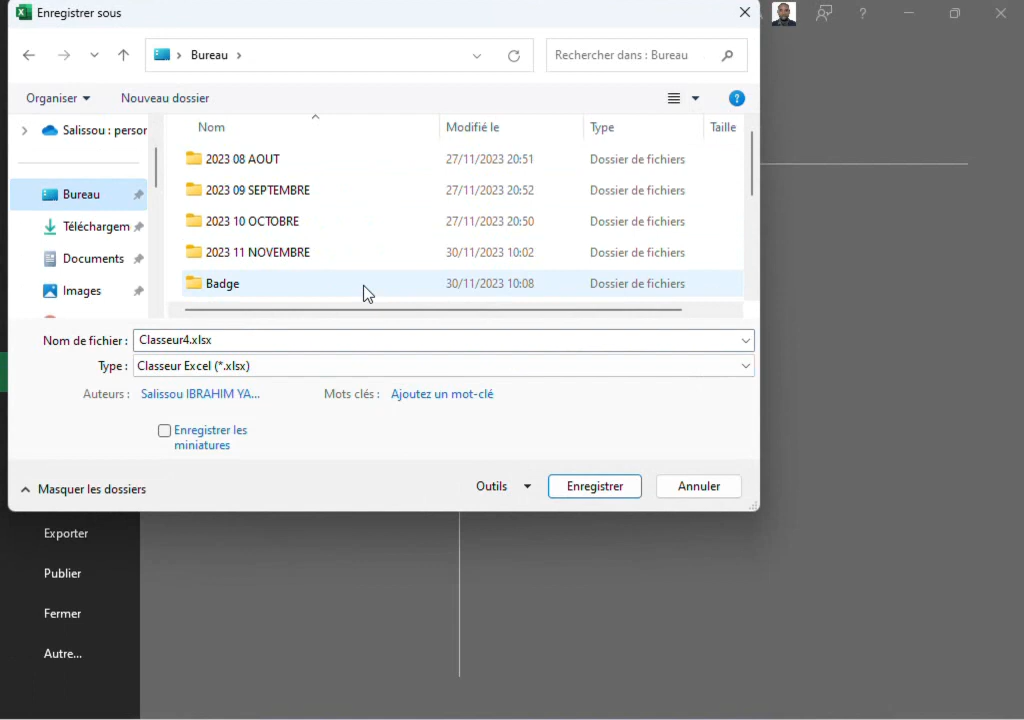 Enregistrer sous
Bureau
Rechercher dans : Bureau
Organiser
Nouveau dossier
Salissou : person
Nom
Modifié le
Type
Taille
2023 08 AOUT
27/11/2023 20:51
Dossier de fichiers
Bureau
2023 09 SEPTEMBRE
27/11/2023 20:52
Dossier de fichiers
Téléchargem
2023 10 OCTOBRE
27/11/2023 20:50
Dossier de fichiers
Documents
2023 11 NOVEMBRE
30/11/2023 10:02
Dossier de fichiers
Images
Badge
30/11/2023 10:08
Dossier de fichiers
Nom de fichier : Classeur4.xlsx
Type : Classeur Excel (*.xlsx)
Auteurs : Salissou IBRAHIM YA...
Mots clés : Ajoutez un mot-clé
Enregistrer les
miniatures
Masquer les dossiers
Outils
Enregistrer
Annuler
Exporter
Publier
Fermer
Autre...